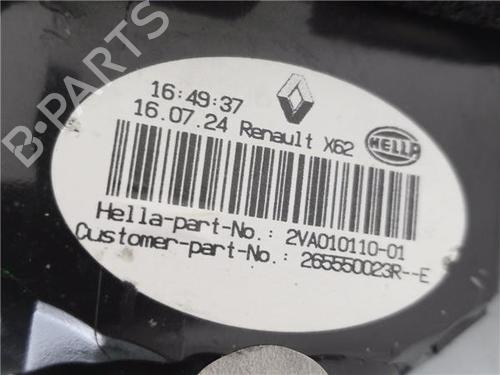 16:49:37
16.07.24 Renault X62
HELLA
Hella-part-No.: 2VA010110-01
Customer-part-No.: 265550023R--E
B-PARTS